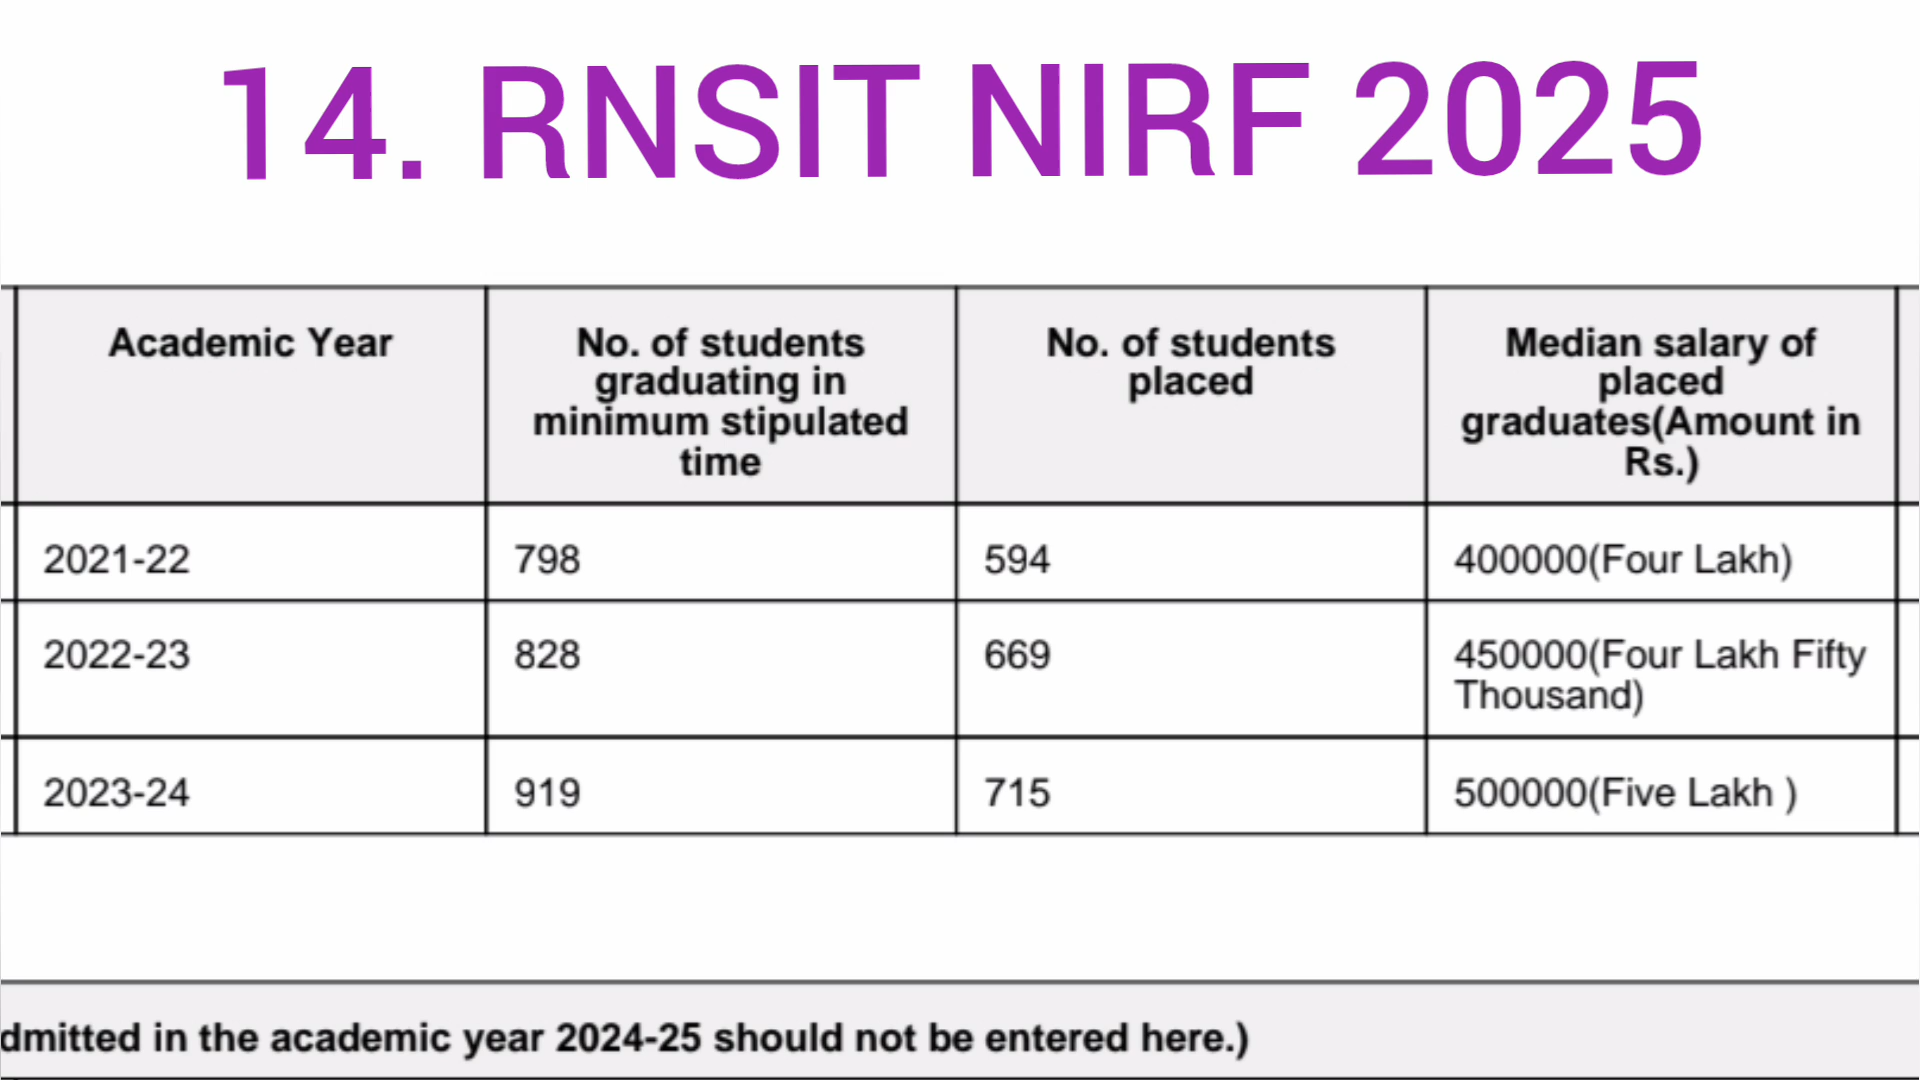 14. RNSIT NIRF 2025
Academic Year
No. of students
graduating in
minimum stipulated
time
No. of students
placed
Median salary of
placed
graduates(Amount in
Rs.)
2021-22
798
594
400000(Four Lakh)
2022-23
828
669
450000(Four Lakh Fifty
Thousand)
2023-24
919
715
500000(Five Lakh )
dmitted in the academic year 2024-25 should not be entered here.)